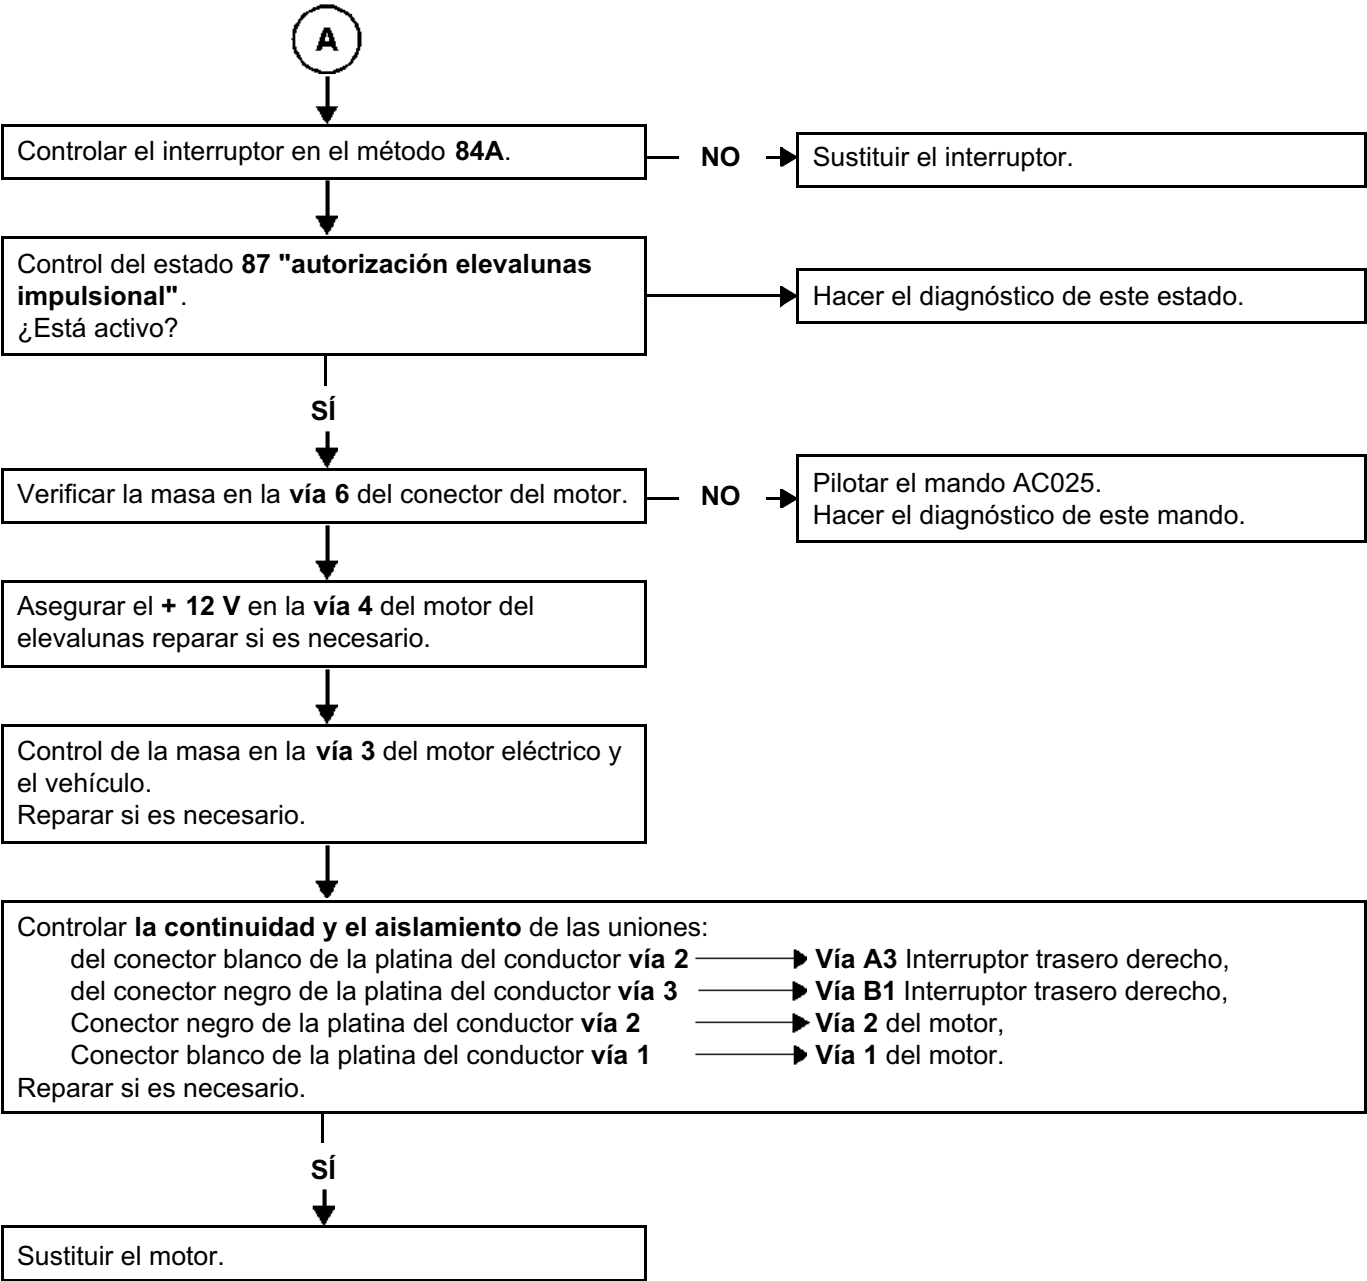 A
Controlar el interruptor en el método 84A.
NO
Sustituir el interruptor.
Control del estado 87 "autorización elevalunas
impulsional".
¿Está activo?
Hacer el diagnóstico de este estado.
SÍ
Verificar la masa en la vía 6 del conector del motor.
NO
Pilotar el mando AC025.
Hacer el diagnóstico de este mando.
Asegurar el + 12 V en la vía 4 del motor del
elevalunas reparar si es necesario.
Control de la masa en la vía 3 del motor eléctrico y
el vehículo.
Reparar si es necesario.
Controlar la continuidad y el aislamiento de las uniones:
del conector blanco de la platina del conductor vía 2 Vía A3 Interruptor trasero derecho,
del conector negro de la platina del conductor vía 3 Vía B1 Interruptor trasero derecho,
Conector negro de la platina del conductor vía 2 Vía 2 del motor,
Conector blanco de la platina del conductor vía 1 Vía 1 del motor.
Reparar si es necesario.
SÍ
Sustituir el motor.